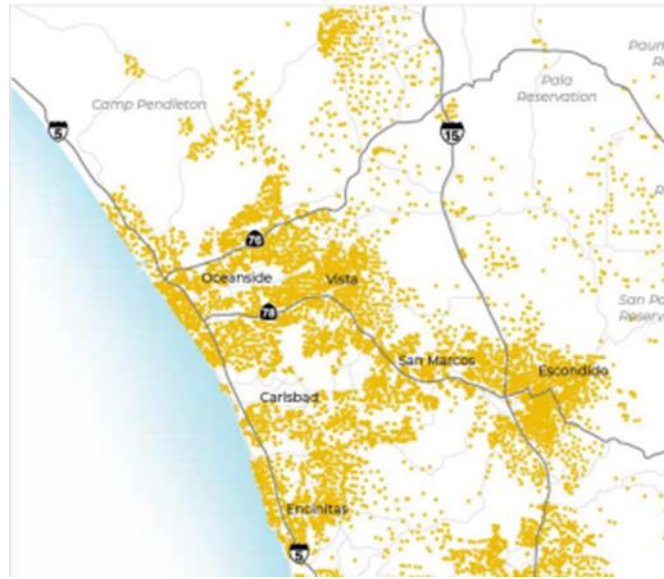 Camp Pendleton
Pala
Reservation
5
15
76
Oceanside
Vista
78
San Marcos
Escondido
Carlsbad
Encinitas
5